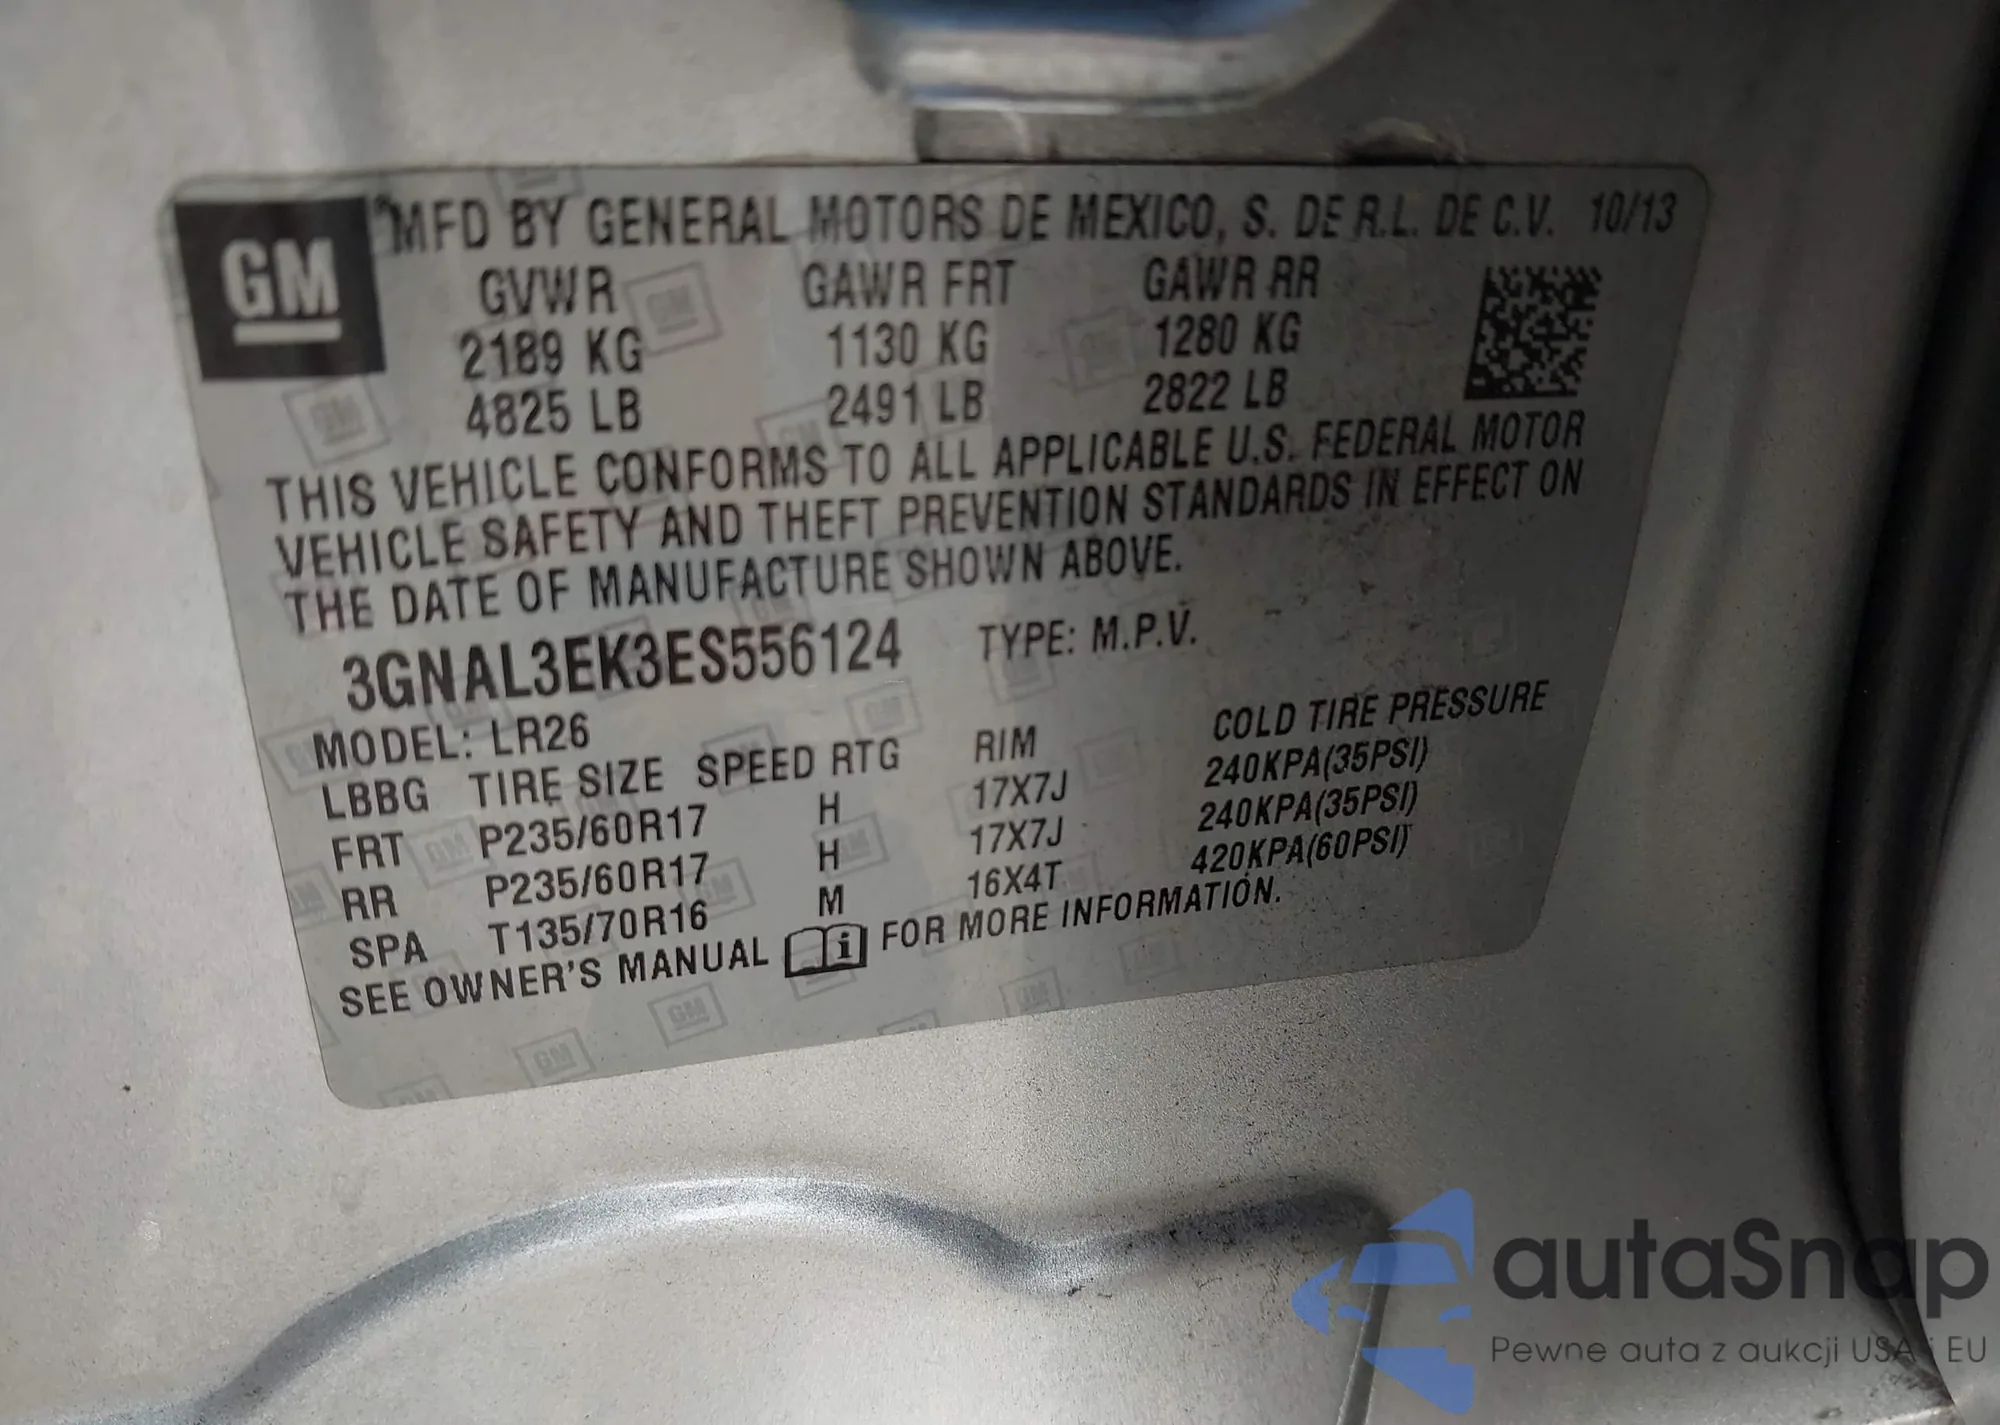 GM
MFD BY GENERAL MOTORS DE MEXICO, S. DE R.L. DE C.V. 10/13
GVWR GAWR FRT GAWR RR
2189 KG 1130 KG 1280 KG
4825 LB 2491 LB 2822 LB
THIS VEHICLE CONFORMS TO ALL APPLICABLE U.S. FEDERAL MOTOR
VEHICLE SAFETY AND THEFT PREVENTION STANDARDS IN EFFECT ON
THE DATE OF MANUFACTURE SHOWN ABOVE.
3GNAL3EK3ES556124 TYPE: M.P.V.
MODEL: LR26
LBBG TIRE SIZE SPEED RTG RIM COLD TIRE PRESSURE
FRT P235/60R17 H 17X7J 240KPA(35PSI)
RR P235/60R17 H 17X7J 240KPA(35PSI)
SPA T135/70R16 M 16X4T 420KPA(60PSI)
SEE OWNER'S MANUAL i FOR MORE INFORMATION.
autaSnap
Pewne auta z aukcji USA i EU